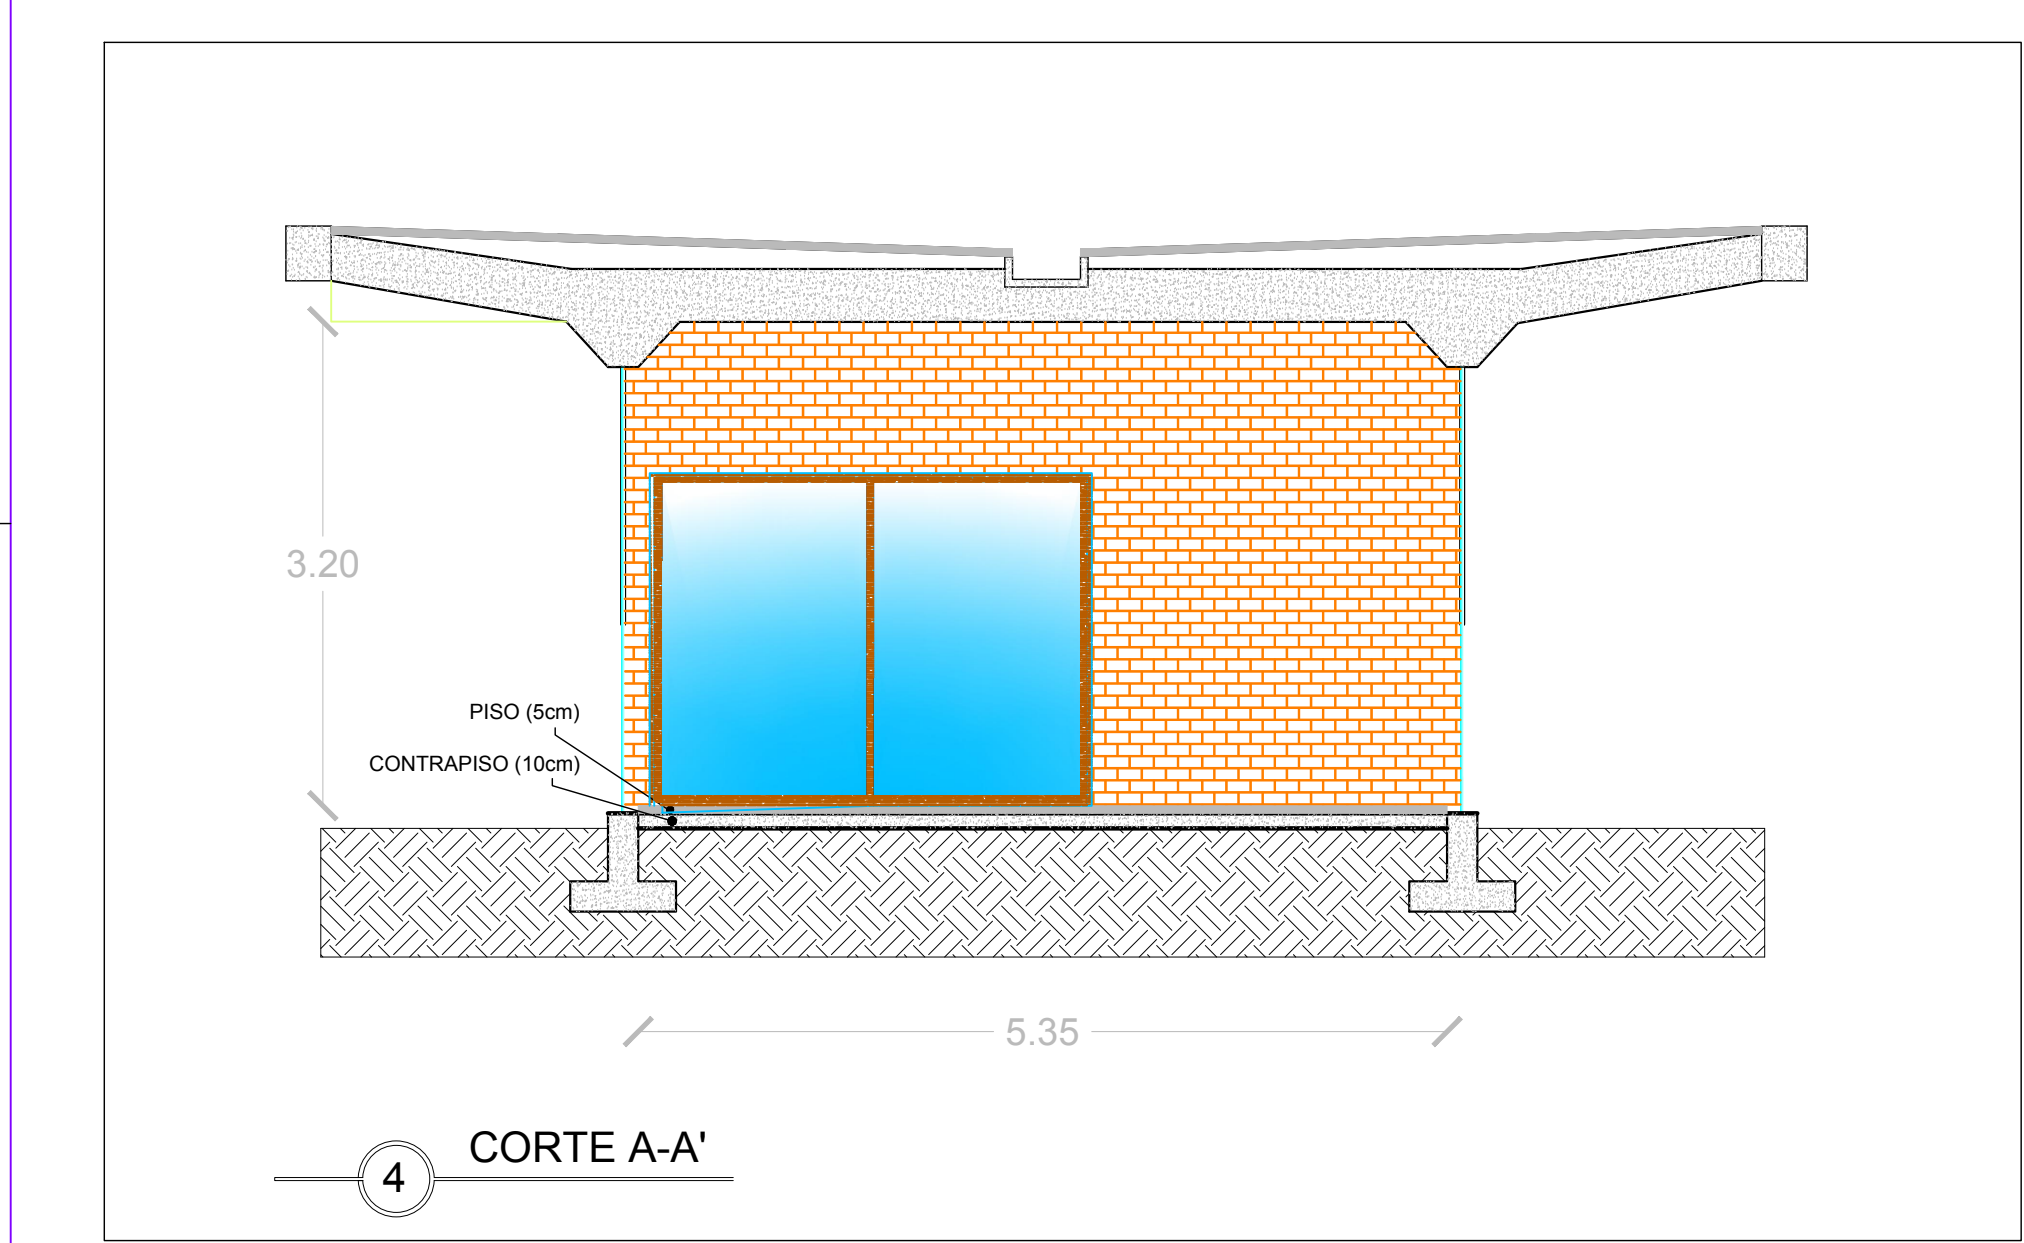 3.20
PISO (5cm)
CONTRAPISO (10cm)
5.35
CORTE A-A'
4